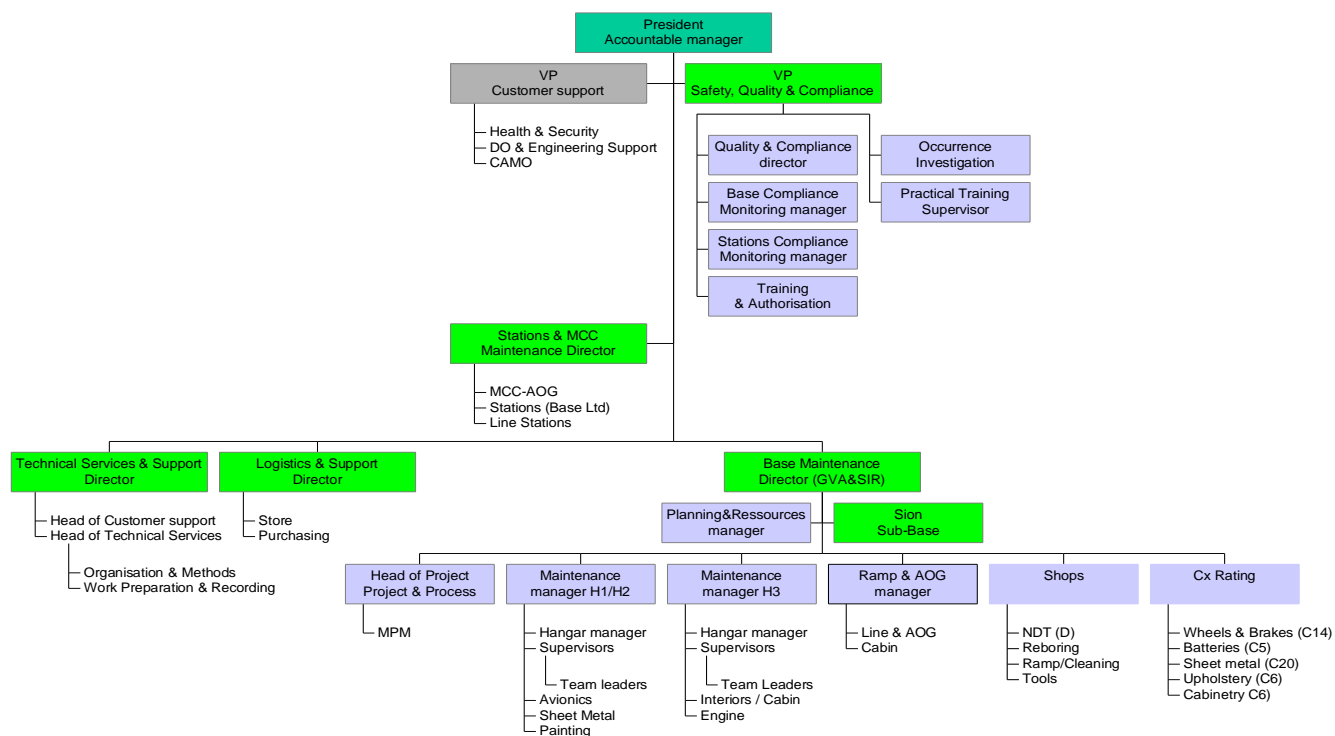 President
Accountable manager
VP
Customer support
VP
Safety, Quality & Compliance
Health & Security
DO & Engineering Support
CAMO
Quality & Compliance
director
Occurrence
Investigation
Base Compliance
Monitoring manager
Practical Training
Supervisor
Stations Compliance
Monitoring manager
Training
& Authorisation
Stations & MCC
Maintenance Director
MCC-AOG
Stations (Base Ltd)
Line Stations
Technical Services & Support
Director
Logistics & Support
Director
Base Maintenance
Director (GVA&SIR)
Head of Customer support
Head of Technical Services
Organisation & Methods
Work Preparation & Recording
Store
Purchasing
Planning&Ressources
manager
Sion
Sub-Base
Head of Project
Project & Process
MPM
Maintenance
manager H1/H2
Hangar manager
Supervisors
Team leaders
Avionics
Sheet Metal
Painting
Maintenance
manager H3
Hangar manager
Supervisors
Team Leaders
Interiors / Cabin
Engine
Ramp & AOG
manager
Line & AOG
Cabin
Shops
NDT (D)
Reboring
Ramp/Cleaning
Tools
Cx Rating
Wheels & Brakes (C14)
Batteries (C5)
Sheet metal (C20)
Upholstery (C6)
Cabinetry C6)